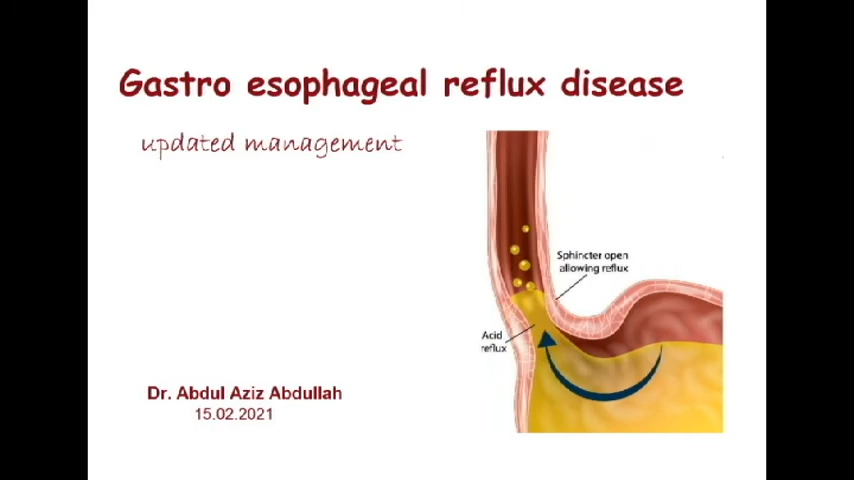 Gastro esophageal reflux disease
updated management
Sphincter open
allowing reflux
Acid
reflux
Dr. Abdul Aziz Abdullah
15.02.2021